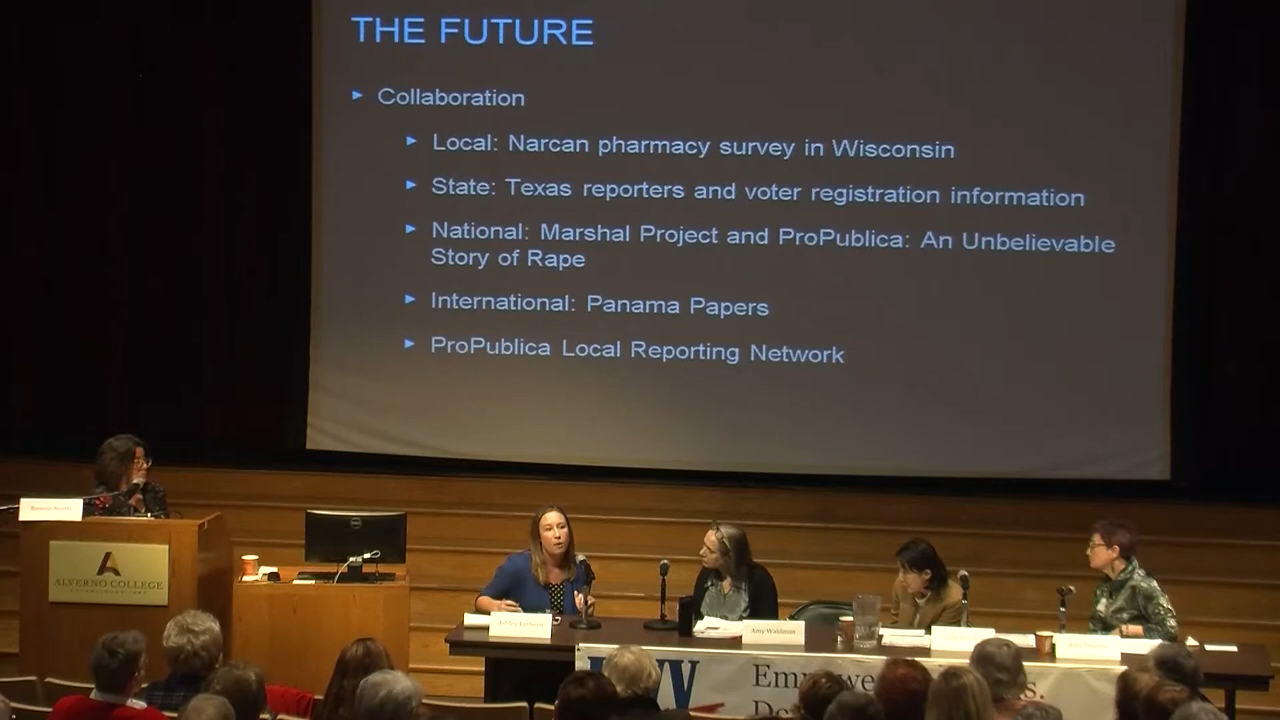 THE FUTURE
► Collaboration
► Local: Narcan pharmacy survey in Wisconsin
► State: Texas reporters and voter registration information
► National: Marshal Project and ProPublica: An Unbelievable
Story of Rape
► International: Panama Papers
► ProPublica Local Reporting Network
ALVERNO COLLEGE
Amy Waldman